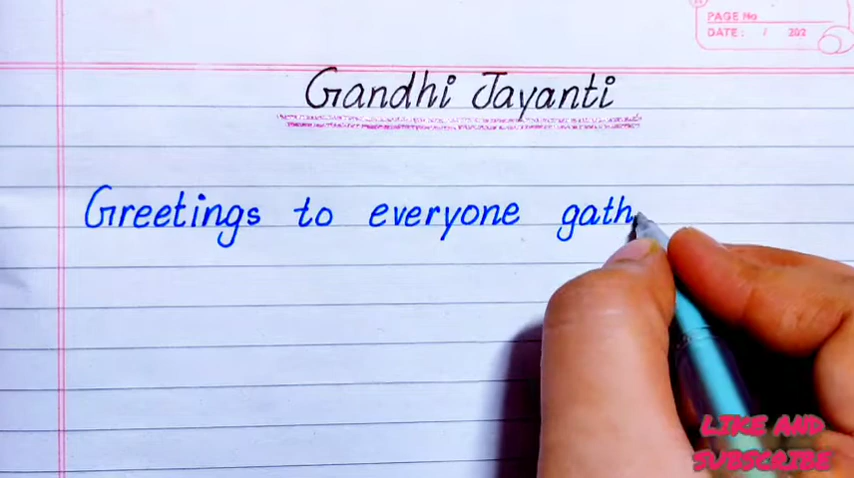 PAGE No
DATE: / 202
Gandhi Jayanti
Greetings to everyone gath
LIKE AND
SUBSCRIBE